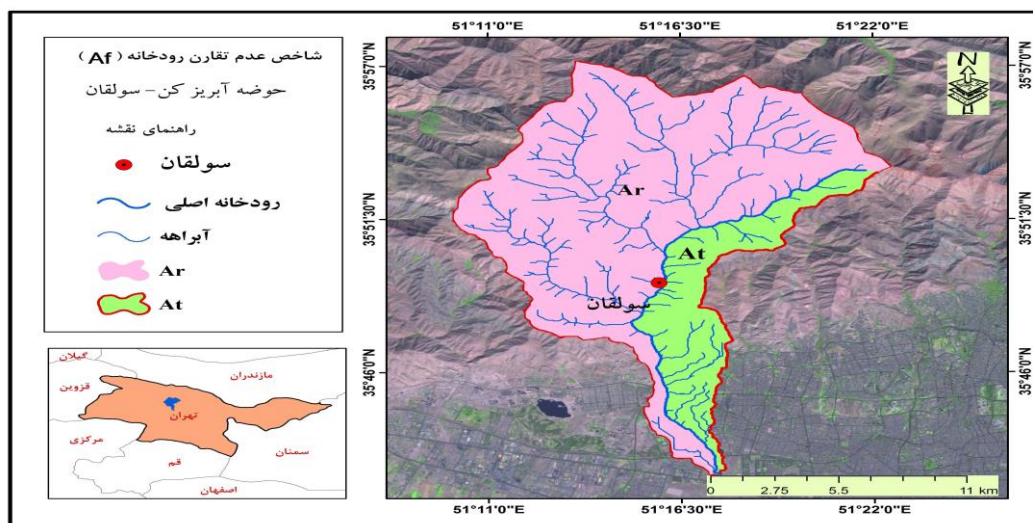 شاخص عدم تقارن رودخانه ( Af )
حوضه آبریز کن - سولقان
راهنمای نقشه
سولقان
رودخانه اصلی
آبراهه
Ar
At
گیلان
مازندران
قزوین
تهران
مرکزی
سمنان
قم
اصفهان
51°11'0"E
51°16'30"E
51°22'0"E
35°57'0"N
35°57'0"N
N
Ar
35°51'30"N
35°51'30"N
At
سولقان
35°46'0"N
35°46'0"N
0 2.75 5.5 11 km
51°11'0"E
51°16'30"E
51°22'0"E